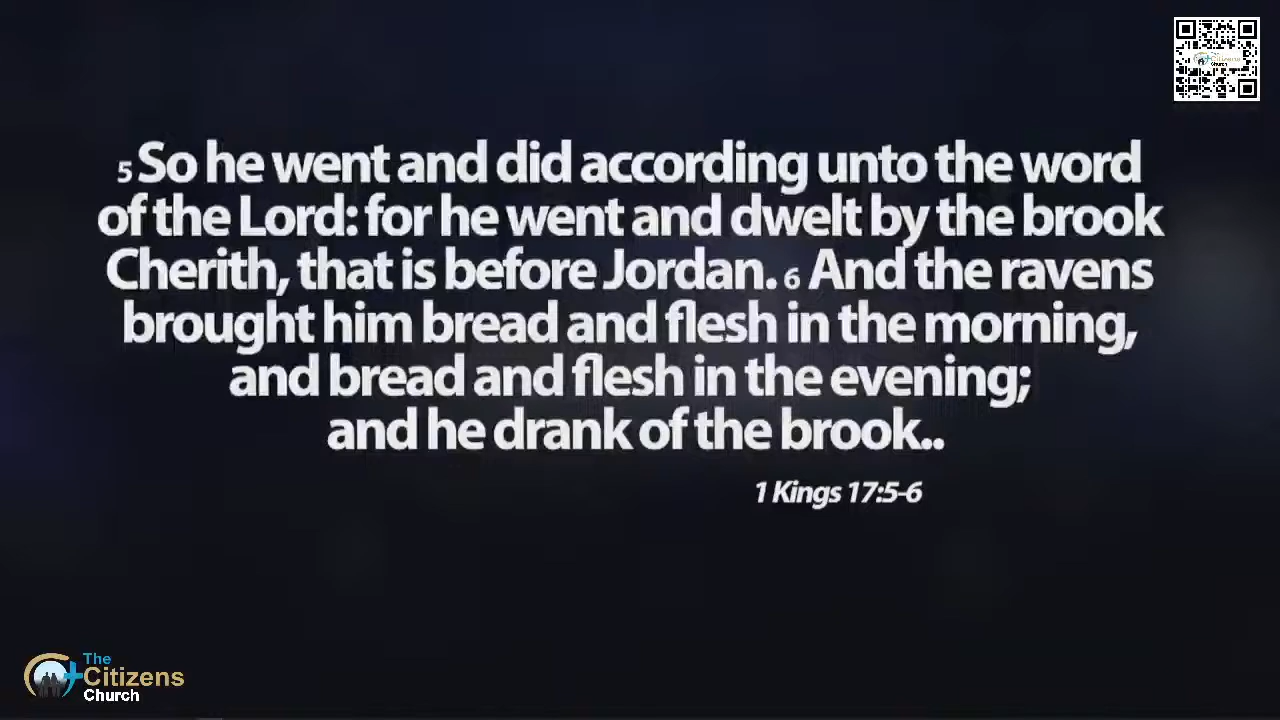 5 So he went and did according unto the word
of the Lord: for he went and dwelt by the brook
Cherith, that is before Jordan. 6 And the ravens
brought him bread and flesh in the morning,
and bread and flesh in the evening;
and he drank of the brook..
1 Kings 17:5-6
The
Citizens
Church
The
Citizens
Church